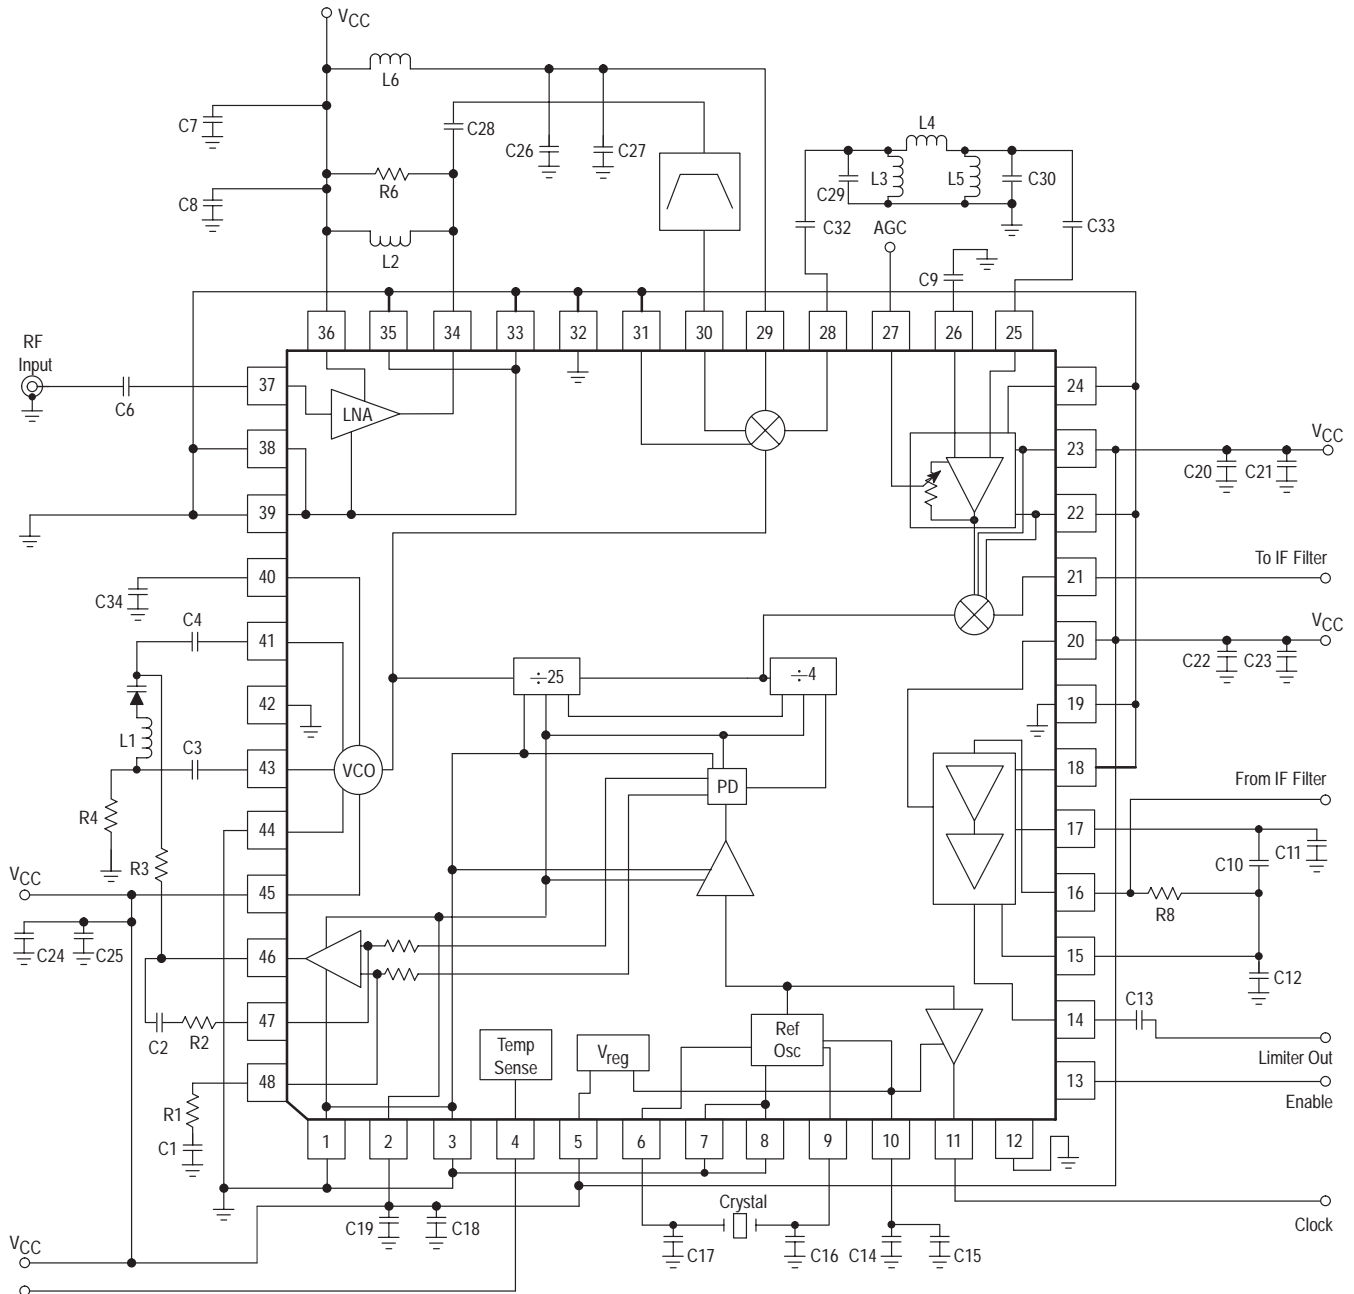 VCC
L6
C7
C28
C26
C27
L4
C29
L3
L5
C30
R6
C8
C32
AGC
C33
L2
C9
36
35
34
33
32
31
30
29
28
27
26
25
RF
Input
C6
37
LNA
24
38
23
VCC
C20
C21
39
22
40
21
To IF Filter
C34
C4
41
20
VCC
C22
C23
÷25
÷4
42
19
L1
C3
43
VCO
PD
18
From IF Filter
R4
44
17
C10
C11
R3
VCC
45
16
R8
C24
C25
46
15
C12
C2
R2
47
14
C13
Temp
Sense
Vreg
Ref
Osc
Limiter Out
48
13
Enable
R1
C1
1
2
3
4
5
6
7
8
9
10
11
12
C19
C18
Crystal
C17
C16
C14
C15
Clock
VCC